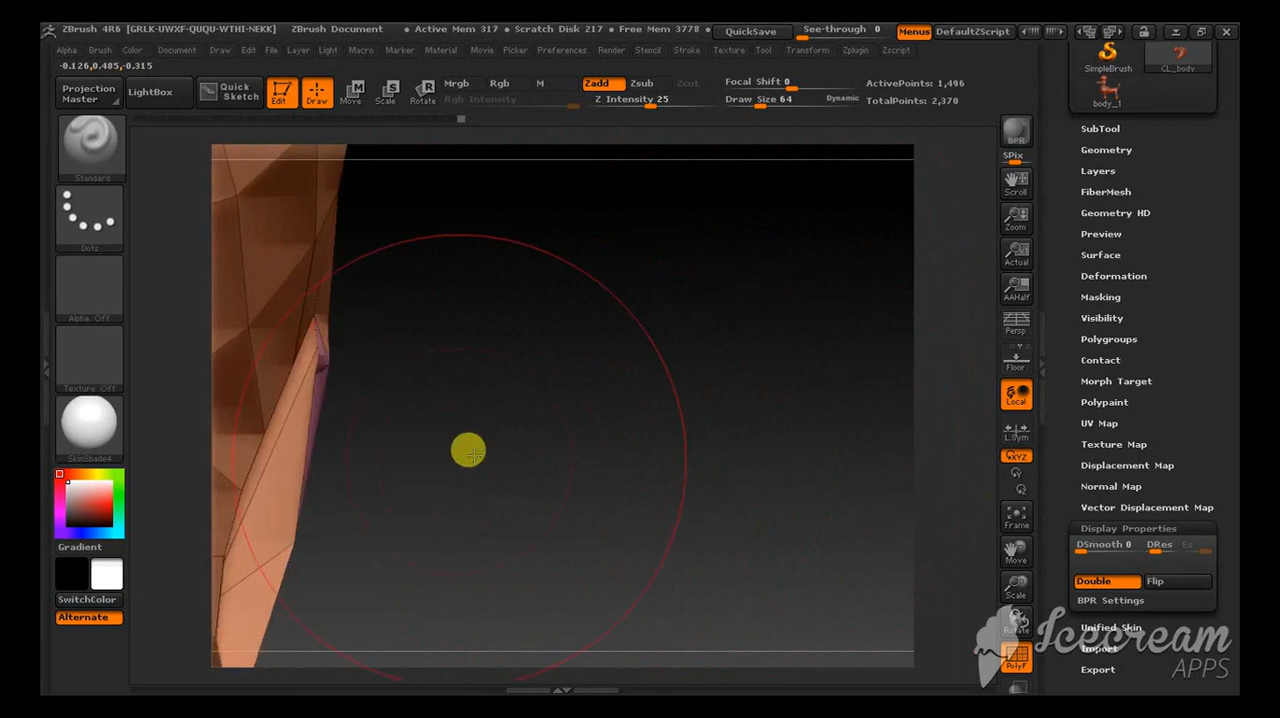 ZBrush 4R6 [GRLK-UWXF-QUQU-WTHI-NEKK] ZBrush Document • Active Mem 317 • Scratch Disk 217 • Free Mem 3778 • QuickSave See-through 0 Menus DefaultZScript
Alpha Brush Color Document Draw Edit File Layer Light Macro Marker Material Movie Picker Preferences Render Stencil Stroke Texture Tool Transform Zplugin Zscript
-0.126,0.485,-0.315
Projection Master LightBox Quick Sketch Edit Draw Move Scale Rotate
Mrgb Rgb M Zadd Zsub Zcut Focal Shift 0 ActivePoints: 1,496
Rgb Intensity Z Intensity 25 Draw Size 64 Dynamic TotalPoints: 2,370
SimpleBrush CL_body
body_1
Standard
Dots
Alpha Off
Texture Off
SkinShade4
Gradient
SwitchColor
Alternate
BPR
SPix
Scroll
Zoom
Actual
AAHalf
Persp
Floor
Local
L.Sym
XYZ
Frame
Move
Scale
Rotate
PolyF
SubTool
Geometry
Layers
FiberMesh
Geometry HD
Preview
Surface
Deformation
Masking
Visibility
Polygroups
Contact
Morph Target
Polypaint
UV Map
Texture Map
Displacement Map
Normal Map
Vector Displacement Map
Display Properties
DSmooth 0 DRes Es
Double Flip
BPR Settings
Unified Skin
Import
Export
Icecream
APPS